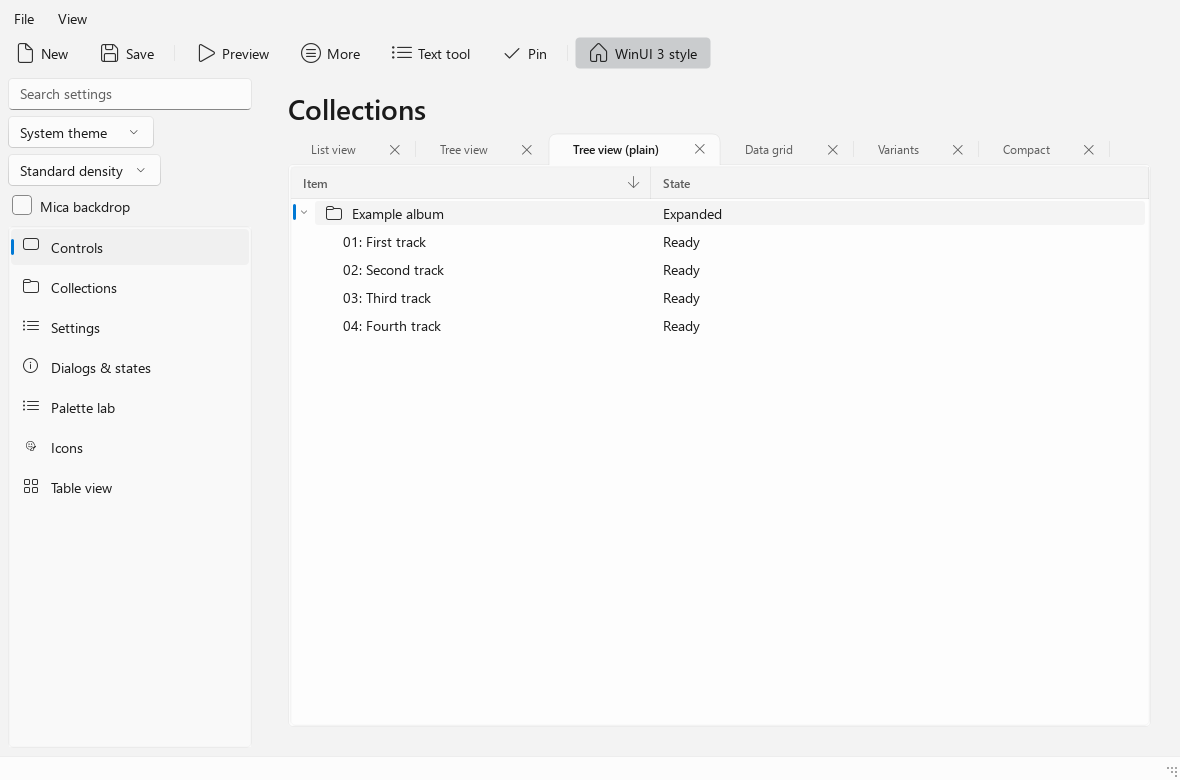 File View
New Save Preview More Text tool Pin WinUI 3 style
Search settings
System theme
Standard density
Mica backdrop
Controls
Collections
Settings
Dialogs & states
Palette lab
Icons
Table view
Collections
List view Tree view Tree view (plain) Data grid Variants Compact
Item State
Example album Expanded
01: First track Ready
02: Second track Ready
03: Third track Ready
04: Fourth track Ready